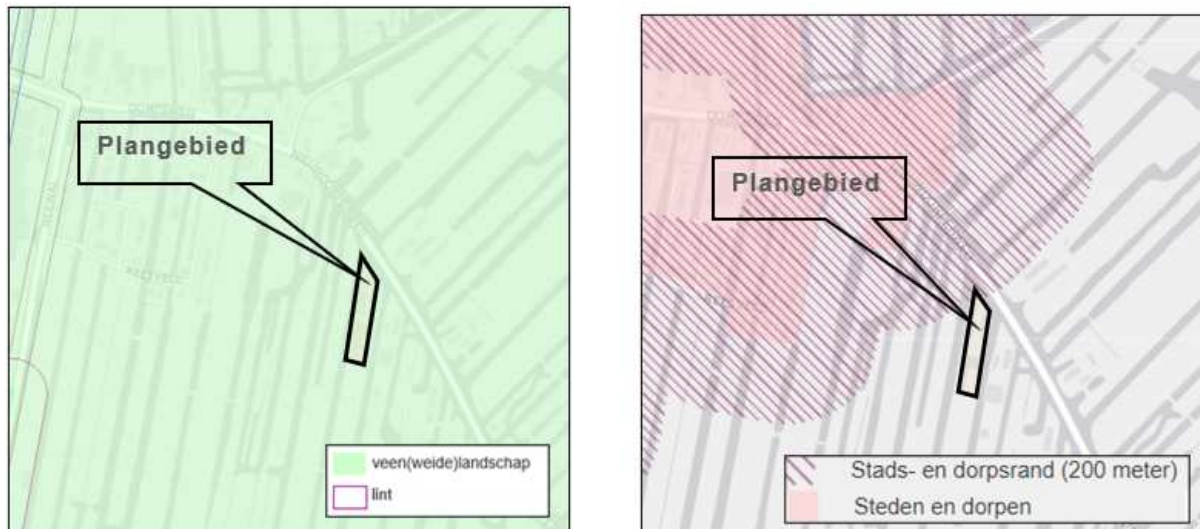 Plangebied
veen(weide)landschap
lint
Plangebied
Stads- en dorpsrand (200 meter)
Steden en dorpen